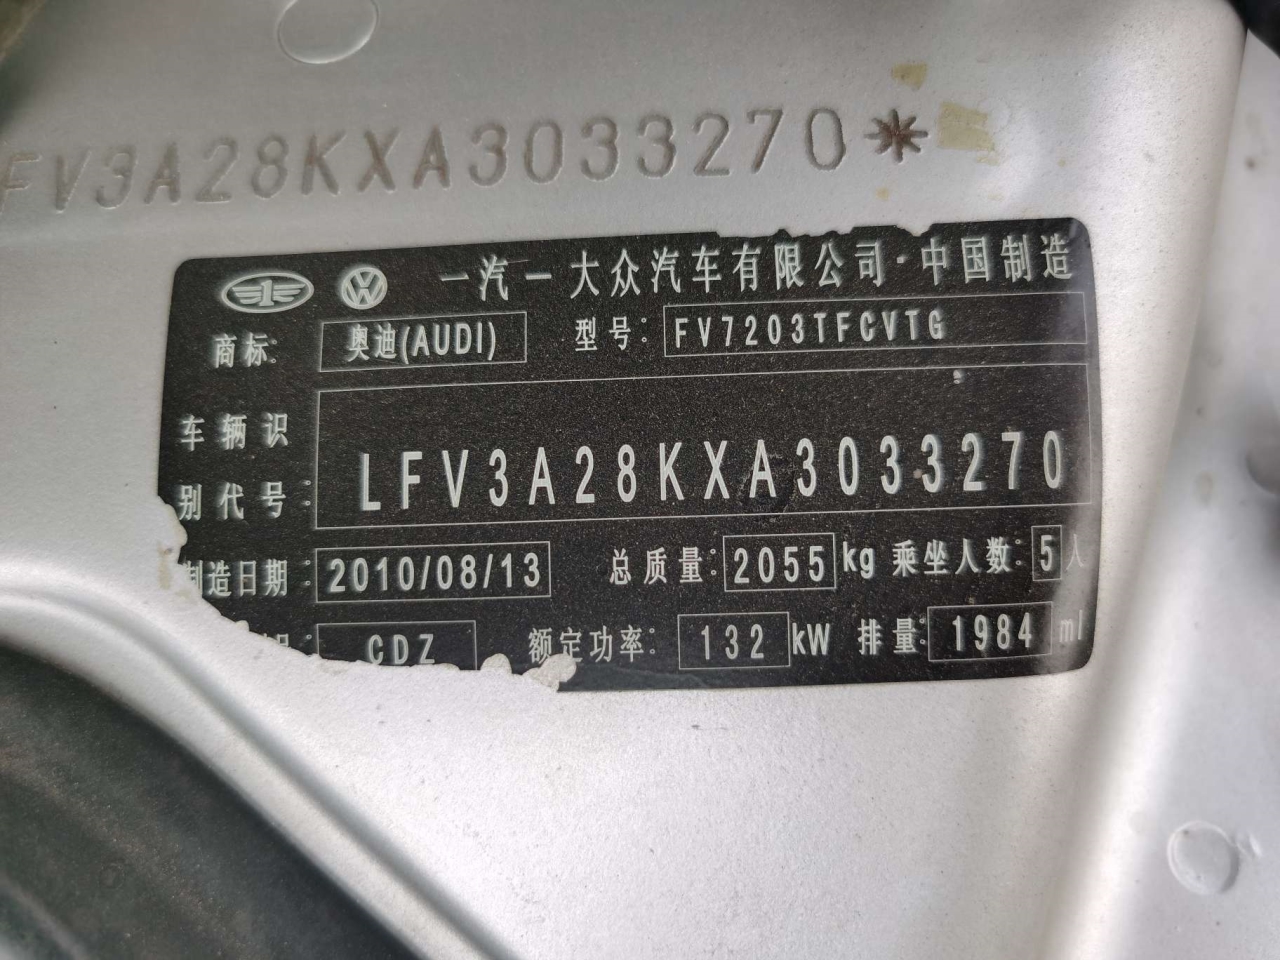 FV3A28KXA3033270*
一汽一大众汽车有限公司·中国制造
商标: 奥迪(AUDI) 型号: FV7203TFCVTG
车辆识
别代号: LFV3A28KXA3033270
制造日期: 2010/08/13 总质量: 2055 kg 乘坐人数: 5人
CDZ 额定功率: 132 kW 排量: 1984 ml